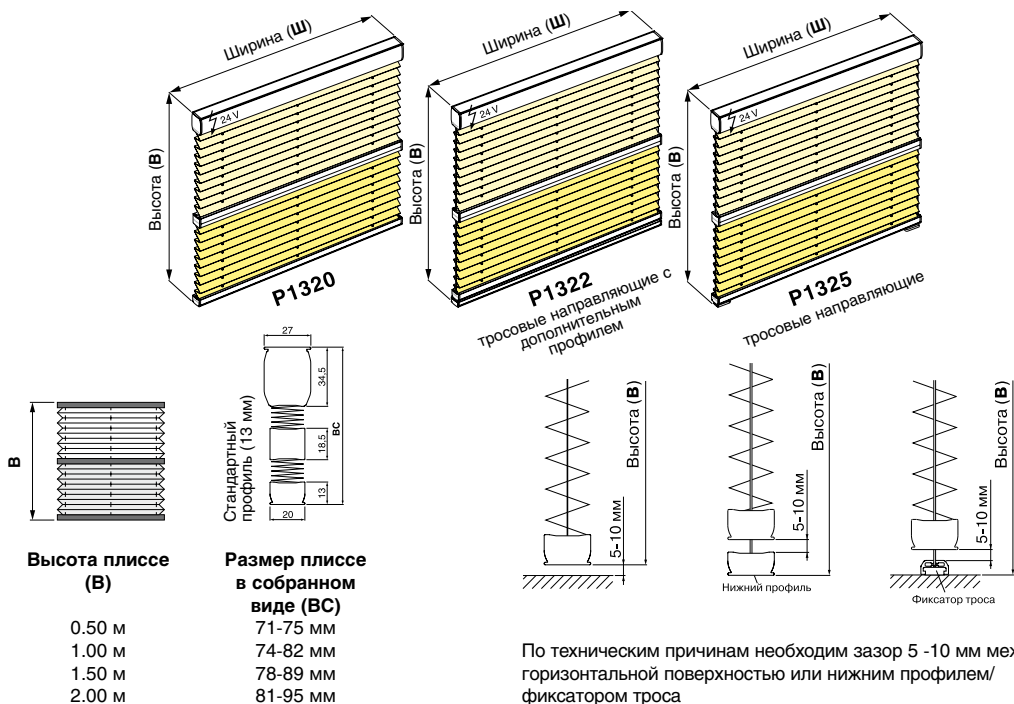 Ширина (Ш)
Высота (В)
24 V
P1320
Ширина (Ш)
Высота (В)
24 V
P1322
тросовые направляющие с
дополнительным
профилем
Ширина (Ш)
Высота (В)
24 V
P1325
тросовые направляющие
В
Стандартный
профиль (13 мм)
27
34.5
18.5
13
20
ВС
Высота (В)
5-10 мм
Высота (В)
5-10 мм
Нижний профиль
Высота (В)
5-10 мм
Фиксатор троса
Высота плиссе
(В)
0.50 м
1.00 м
1.50 м
2.00 м
Размер плиссе
в собранном
виде (ВС)
71-75 мм
74-82 мм
78-89 мм
81-95 мм
По техническим причинам необходим зазор 5 -10 мм меж
горизонтальной поверхностью или нижним профилем/
фиксатором троса